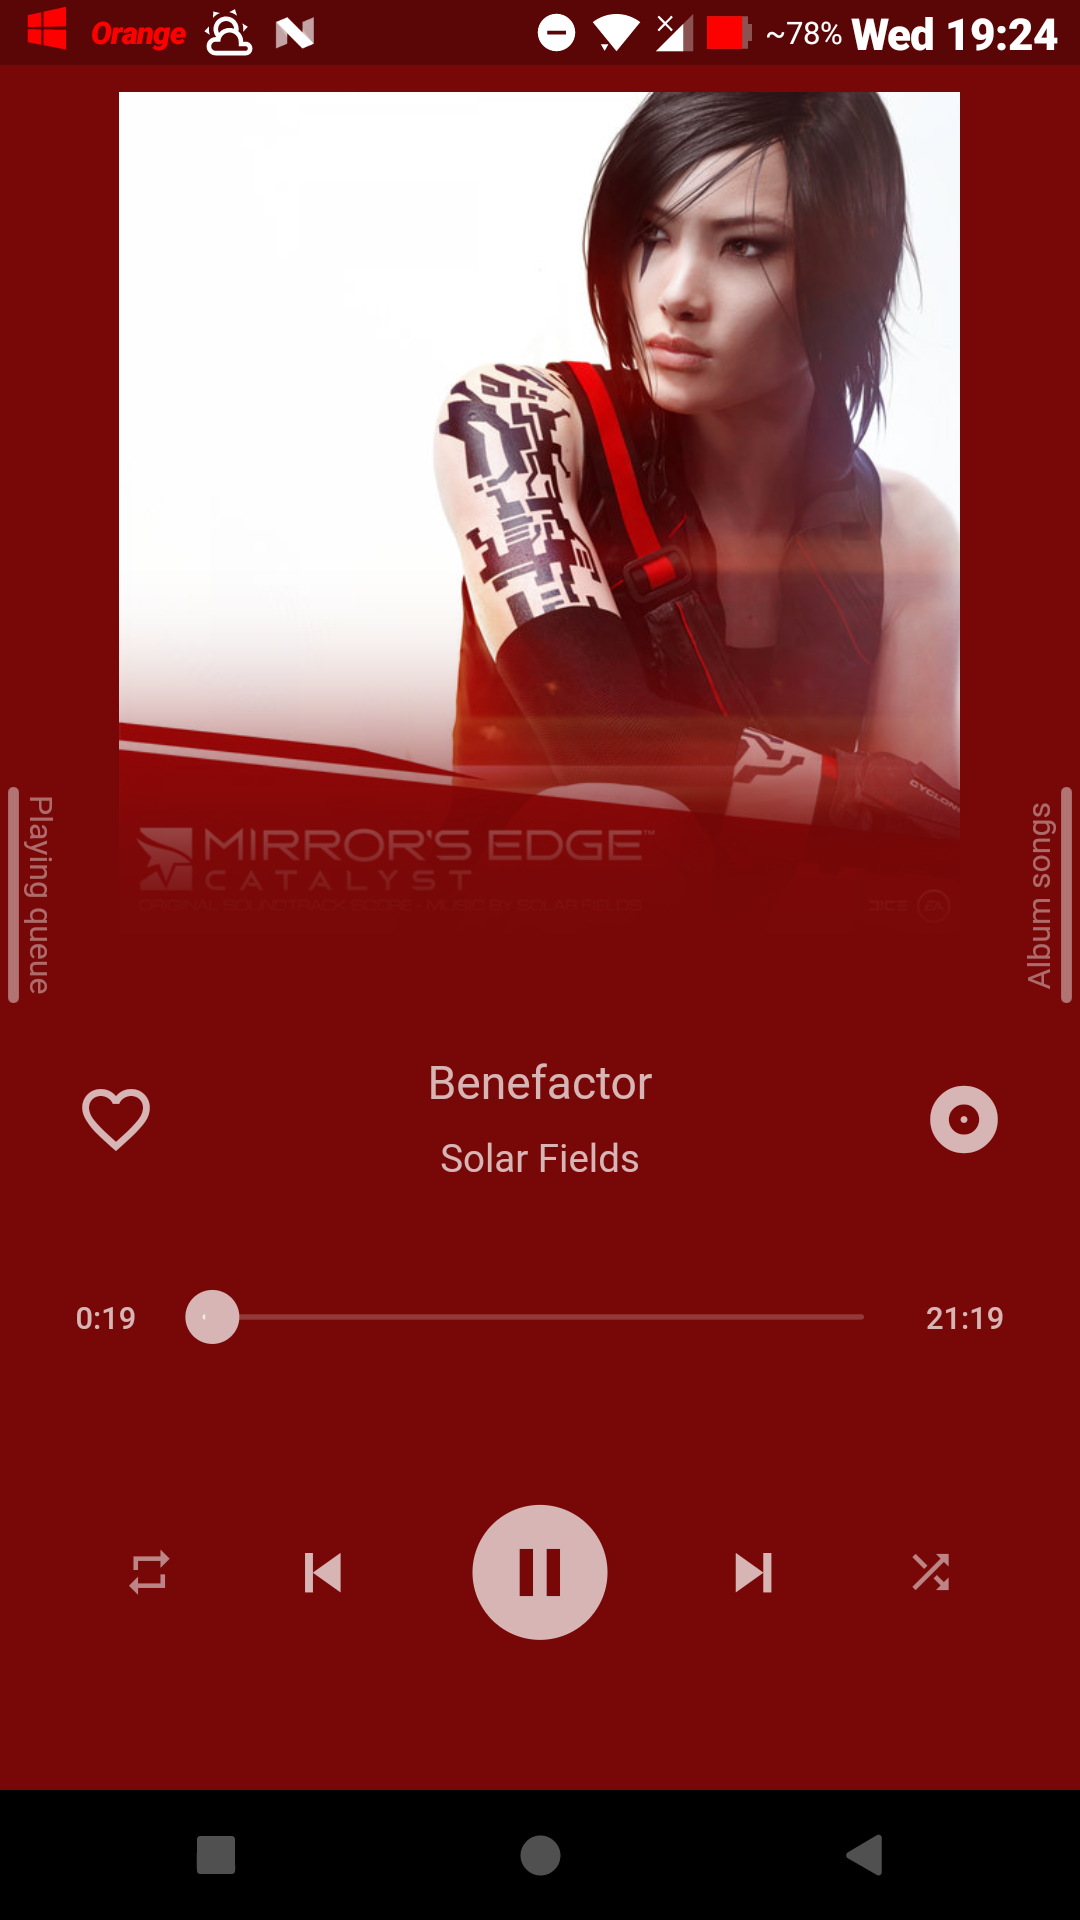 Orange
~78% Wed 19:24
CYCLONE
MIRROR'S EDGE™
CATALYST
ORIGINAL SOUNDTRACK SCORE - MUSIC BY SOLAR FIELDS
DICE EA
Playing queue
Album songs
Benefactor
Solar Fields
0:19
21:19